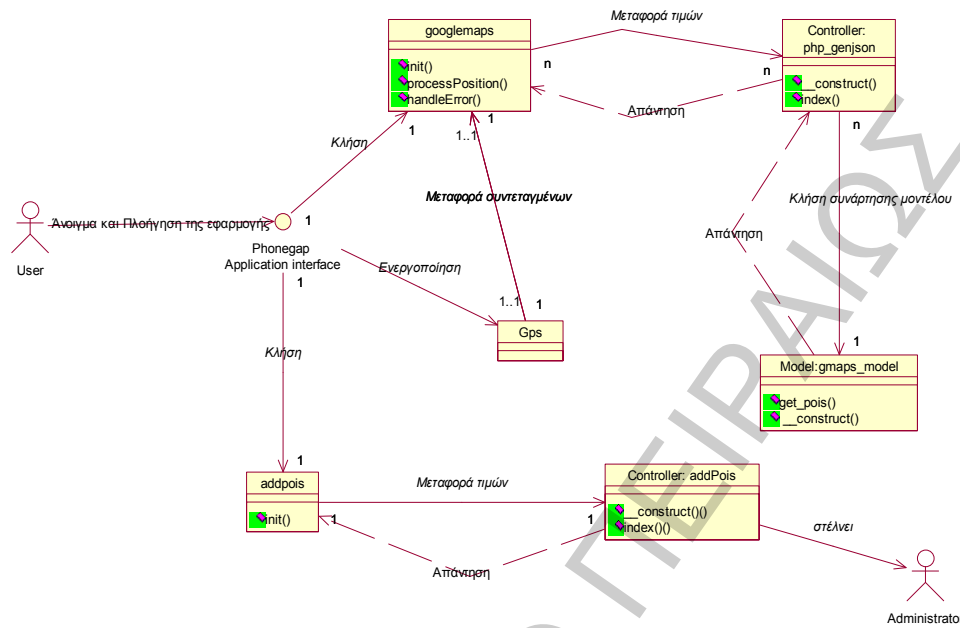 googlemaps
init()
processPosition()
handleError()
Μεταφορά τιμών
Controller:
php_genjson
__construct()
index()
n
n
Απάντηση
1
1
1..1
n
Κλήση
Μεταφορά συντεταγμένων
Κλήση συνάρτησης μοντέλου
Απάντηση
User
Άνοιγμα και Πλοήγηση της εφαρμογής
1
Phonegap
Application interface
1
Ενεργοποίηση
1..1
1
Gps
Κλήση
1
Model:gmaps_model
get_pois()
__construct()
1
addpois
init()
1
Μεταφορά τιμών
Απάντηση
1
Controller: addPois
__construct()()
index()()
στέλνει
Administrator
ΠΕΙΡΑΙΩΣ